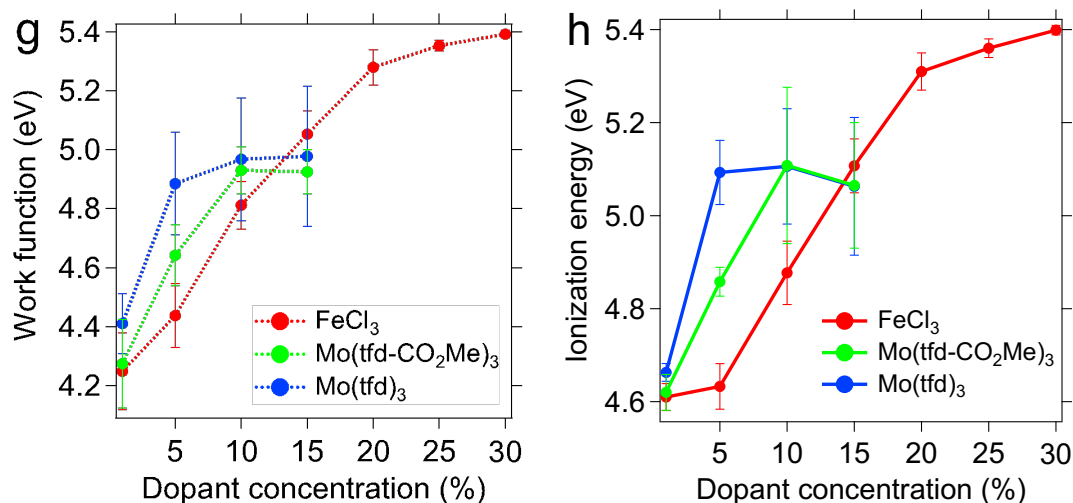 g
5.4
5.2
5.0
4.8
4.6
4.4
4.2
Work function (eV)
5
10
15
20
25
30
Dopant concentration (%)
FeCl₃
Mo(tfd-CO₂Me)₃
Mo(tfd)₃
h
5.4
5.2
5.0
4.8
4.6
Ionization energy (eV)
5
10
15
20
25
30
Dopant concentration (%)
FeCl₃
Mo(tfd-CO₂Me)₃
Mo(tfd)₃